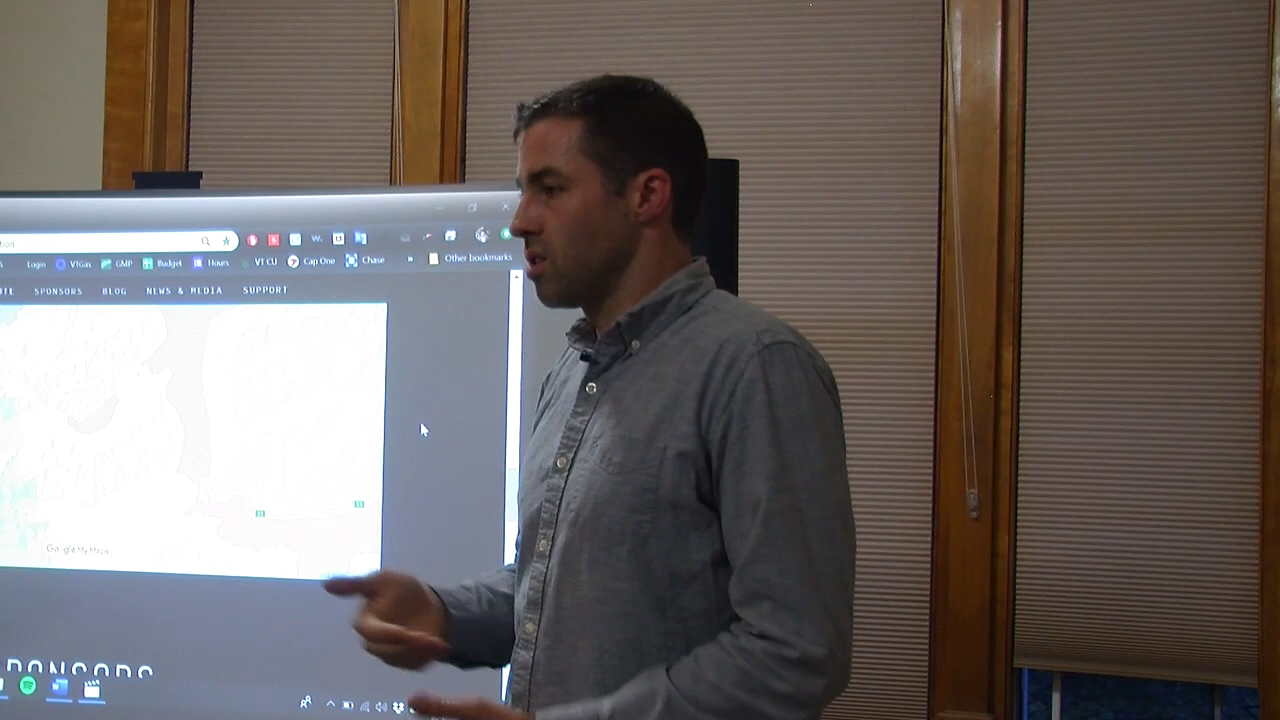 Login VTGas GMP Budget Hours VT CU Cap One Chase » Other bookmarks
SPONSORS BLOG NEWS & MEDIA SUPPORT
Google My Maps